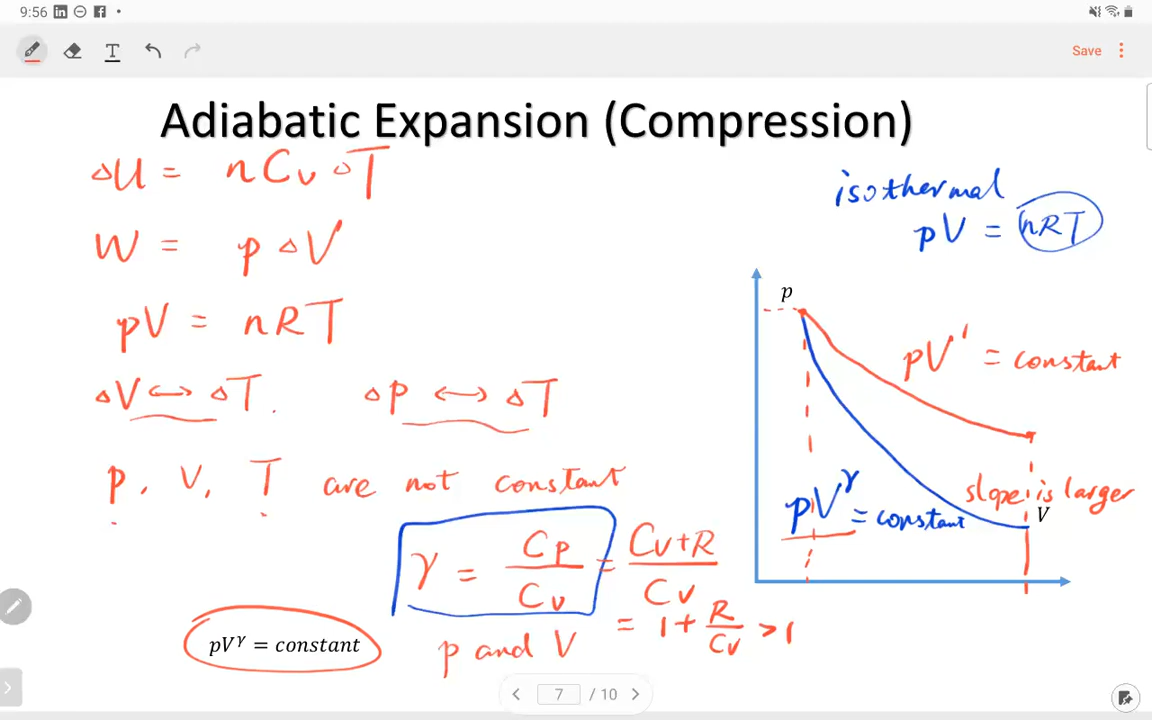 9:56
Save
Adiabatic Expansion (Compression)
ΔU = nCvΔT
isothermal
pV = nRT
W = pΔV
pV = nRT
p
pV¹ = constant
ΔV ↔ ΔT. Δp ↔ ΔT
p, V, T are not constant
slope is larger
V
pV^γ = constant
γ = Cp/Cv = (Cv+R)/Cv
= 1 + R/Cv > 1
pV^γ = constant
p and V
7 / 10